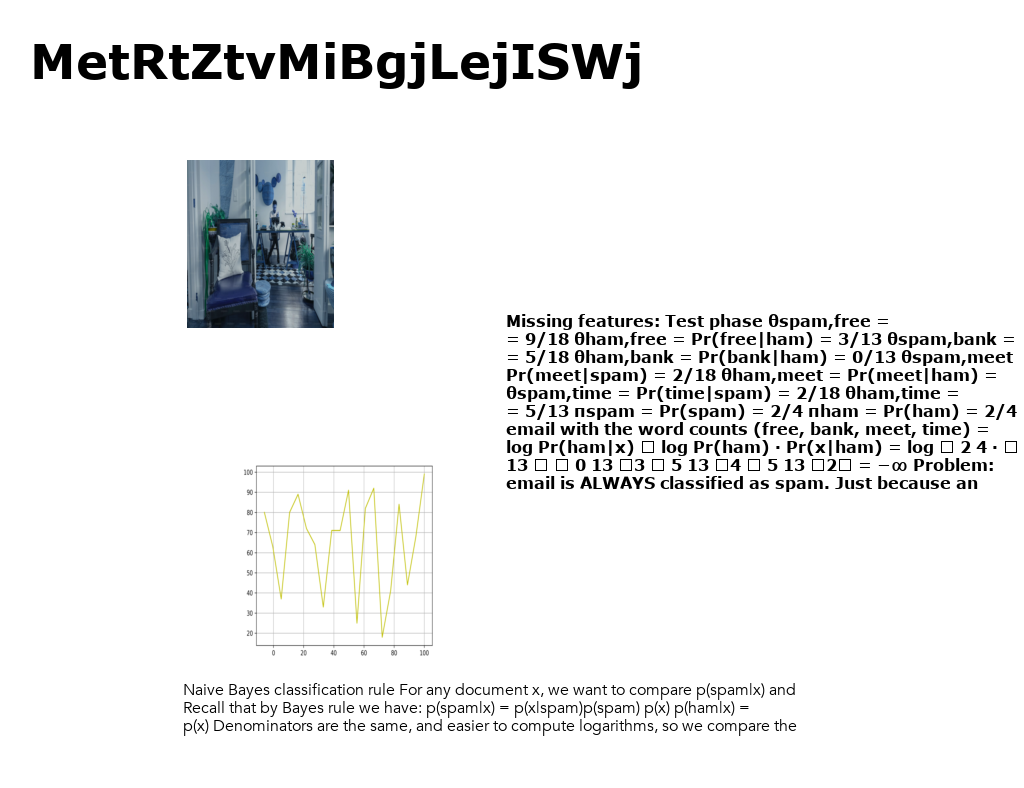 MetRtZtvMiBgjLejISWj
Missing features: Test phase θspam,free =
= 9/18 θham,free = Pr(free|ham) = 3/13 θspam,bank =
= 5/18 θham,bank = Pr(bank|ham) = 0/13 θspam,meet
Pr(meet|spam) = 2/18 θham,meet = Pr(meet|ham) =
θspam,time = Pr(time|spam) = 2/18 θham,time =
= 5/13 πspam = Pr(spam) = 2/4 πham = Pr(ham) = 2/4
email with the word counts (free, bank, meet, time) =
log Pr(ham|x) □ log Pr(ham) · Pr(x|ham) = log □ 2 4 · □
13 □ □ 0 13 □3 □ 5 13 □4 □ 5 13 □2□ = −∞ Problem:
email is ALWAYS classified as spam. Just because an
100
90
80
70
60
50
40
30
20
0 20 40 60 80 100
Naive Bayes classification rule For any document x, we want to compare p(spam|x) and
Recall that by Bayes rule we have: p(spam|x) = p(x|spam)p(spam) p(x) p(ham|x) =
p(x) Denominators are the same, and easier to compute logarithms, so we compare the